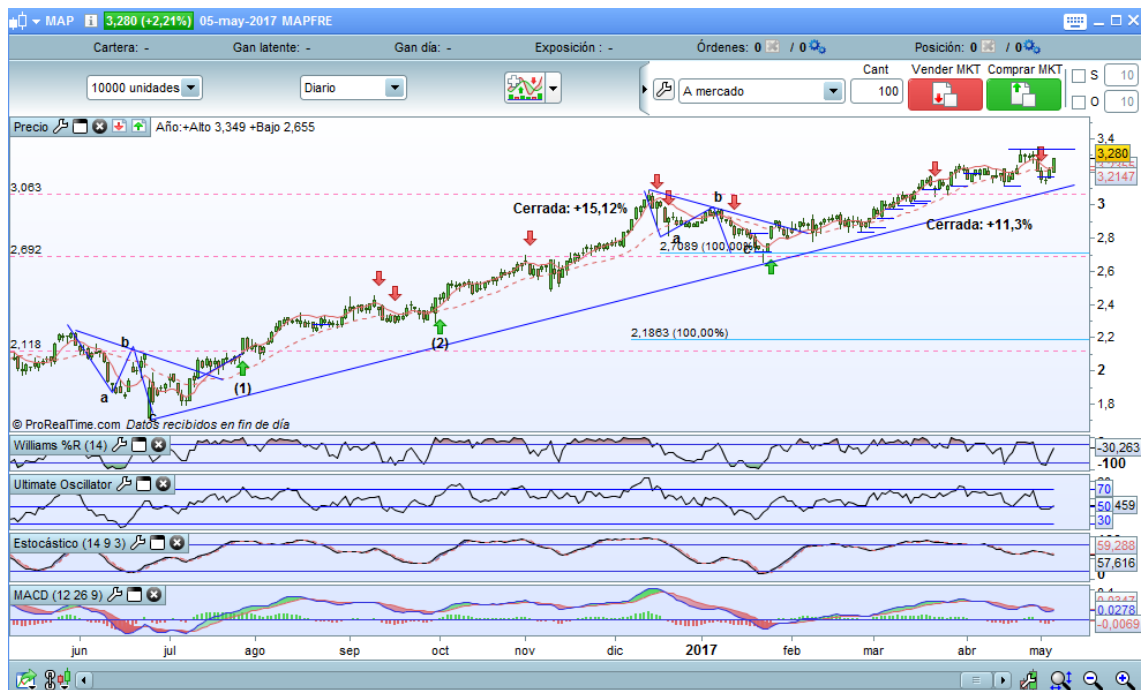 MAP i 3,280 (+2,21%) 05-may-2017 MAPFRE
Cartera: - Gan latente: - Gan día: - Exposición : - Órdenes: 0 / 0 Posición: 0 / 0
Cant Vender MKT Comprar MKT
10000 unidades Diario A mercado 100 S 10
O 10
Precio Año:+Alto 3,349 +Bajo 2,655
3,4
3,280
3,2147
3,063
3
b
Cerrada: +15,12%
Cerrada: +11,3%
a
2,8
2,7089 (100,00%)
c
2,692
2,6
2,4
(2)
2,1863 (100,00%)
2,2
2,118
b
2
a
(1)
1,8
c
© ProRealTime.com Datos recibidos en fin de día
Williams %R (14)
-30,263
-100
Ultimate Oscillator
70
50 459
30
Estocástico (14 9 3)
59,288
57,616
0
MACD (12 26 9)
0,0278
-0,0069
jun jul ago sep oct nov dic 2017 feb mar abr may